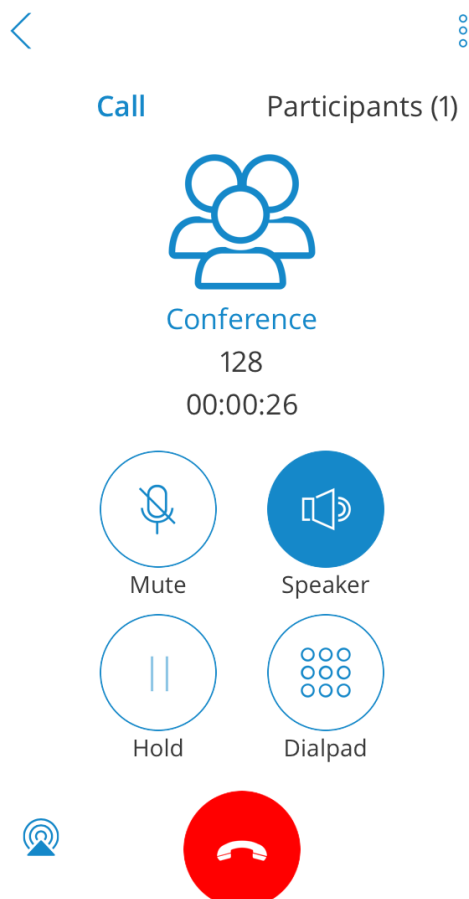 Call Participants (1)
Conference
128
00:00:26
Mute Speaker
Hold Dialpad